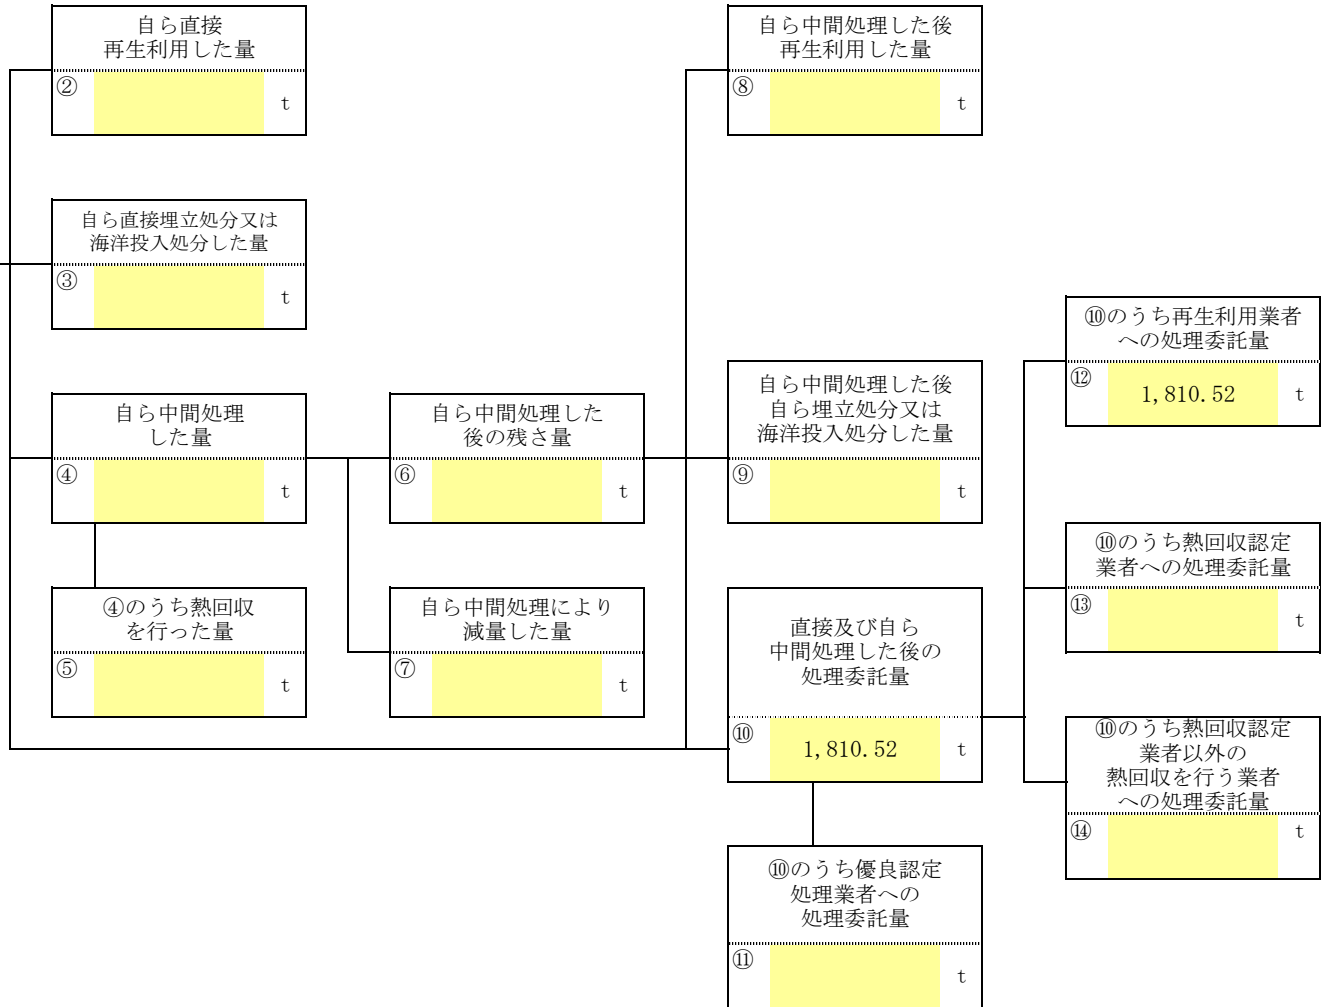 自ら直接
再生利用した量
②
t
自ら中間処理した後
再生利用した量
⑧
t
自ら直接埋立処分又は
海洋投入処分した量
③
t
⑩のうち再生利用業者
への処理委託量
⑫
1,810.52
t
自ら中間処理
した量
④
t
自ら中間処理した
後の残さ量
⑥
t
自ら中間処理した後
自ら埋立処分又は
海洋投入処分した量
⑨
t
⑩のうち熱回収認定
業者への処理委託量
⑬
t
④のうち熱回収
を行った量
⑤
t
自ら中間処理により
減量した量
⑦
t
直接及び自ら
中間処理した後の
処理委託量
⑩
1,810.52
t
⑩のうち熱回収認定
業者以外の
熱回収を行う業者
への処理委託量
⑭
t
⑩のうち優良認定
処理業者への
処理委託量
⑪
t